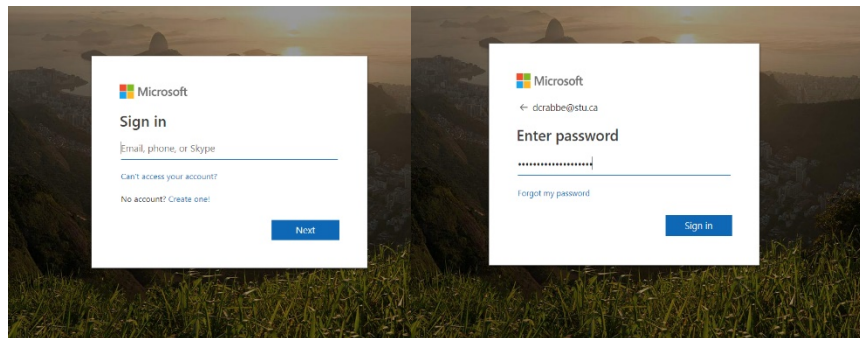 Microsoft
Sign in
Email, phone, or Skype
Can't access your account?
No account? Create one!
Next
Microsoft
← dcrabbe@stu.ca
Enter password
••••••••••••••••••••
Forgot my password
Sign in